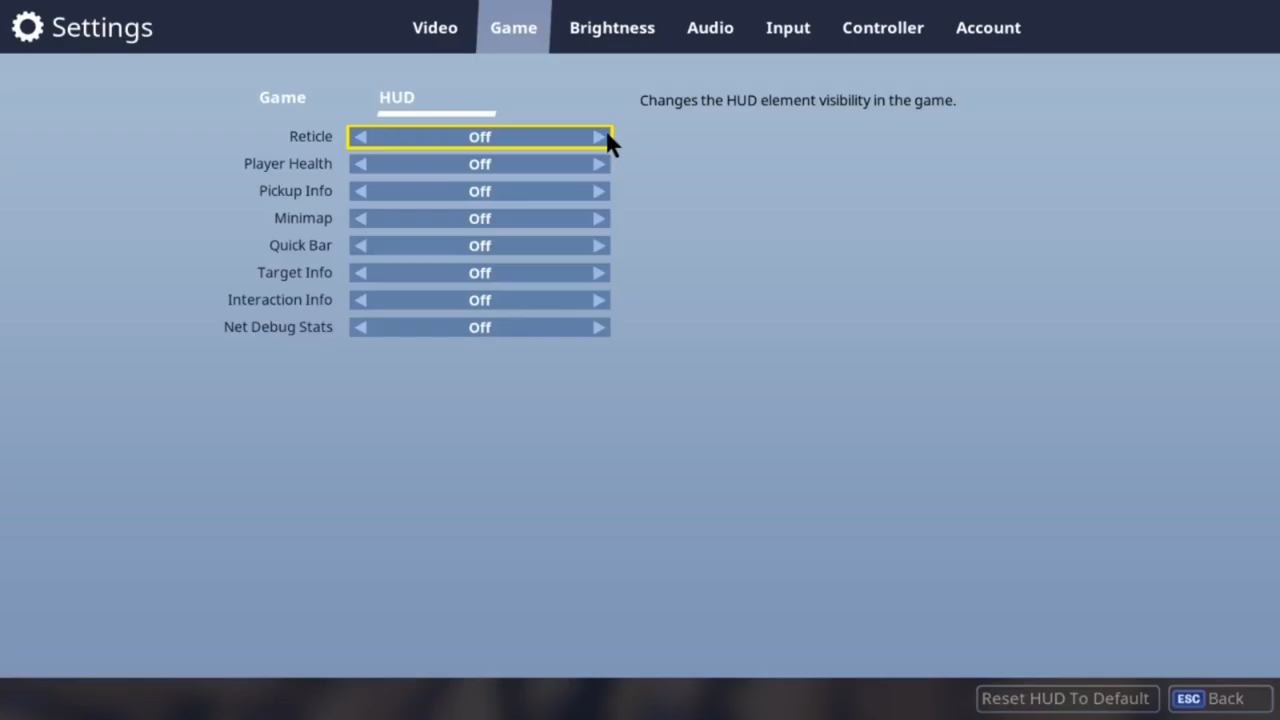 Settings
Video Game Brightness Audio Input Controller Account
Game HUD
Changes the HUD element visibility in the game.
Reticle Off
Player Health Off
Pickup Info Off
Minimap Off
Quick Bar Off
Target Info Off
Interaction Info Off
Net Debug Stats Off
Reset HUD To Default ESC Back